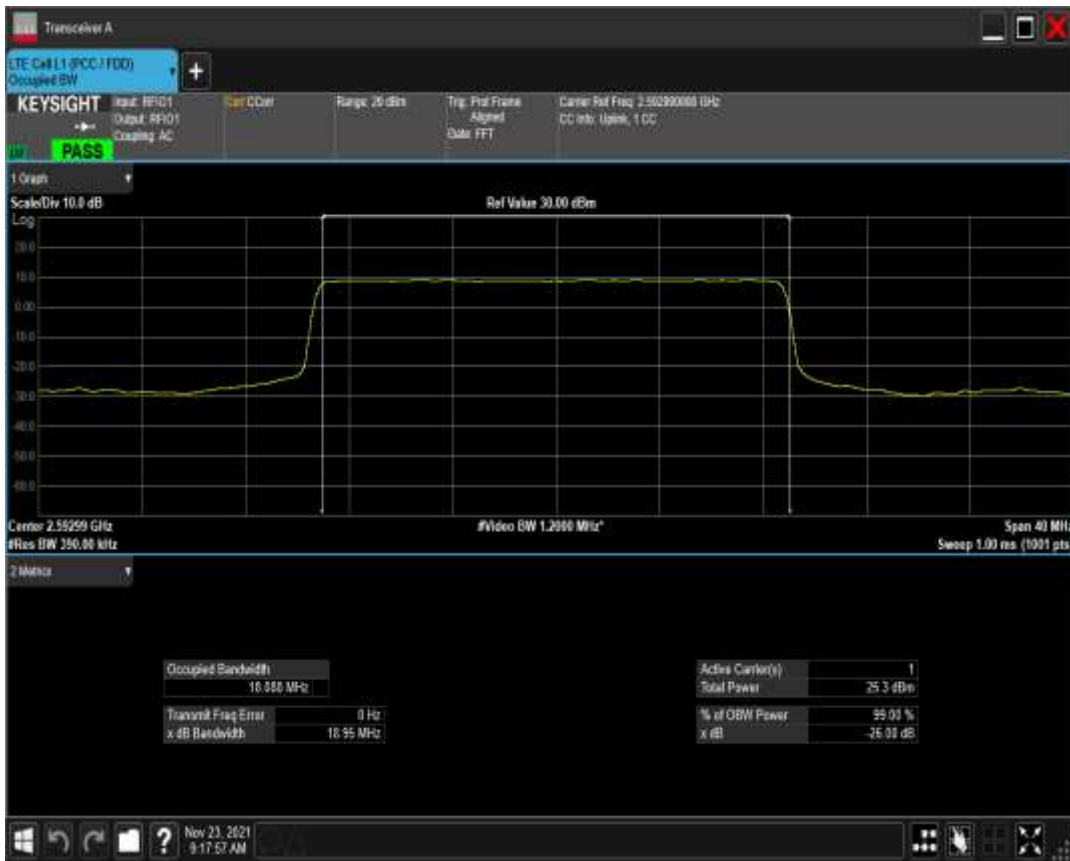 Transceiver A
LTE Cell L1 (PCC / FDD)
Occupied BW
+
KEYSIGHT
Input: RFIO1
Output: RFIO1
Coupling: AC
Corr CCorr
Range: 20 dBm
Trig: Prd Frame
Aligned
Gate: FFT
Carrier Ref Freq: 2.592990000 GHz
CC Info: Uplink, 1 CC
PASS
1 Graph
Scale/Div 10.0 dB
Ref Value 30.00 dBm
Log
20.0
10.0
0.00
-10.0
-20.0
-30.0
-40.0
-50.0
-60.0
Center 2.59299 GHz
#Video BW 1.2000 MHz*
Span 40 MHz
#Res BW 390.00 kHz
Sweep 1.00 ms (1001 pts
2 Metrics
Occupied Bandwidth
18.080 MHz
Transmit Freq Error 0 Hz
x dB Bandwidth 18.95 MHz
Active Carrier(s) 1
Total Power 25.3 dBm
% of OBW Power 99.00 %
x dB -26.00 dB
?
Nov 23, 2021
9:17:57 AM